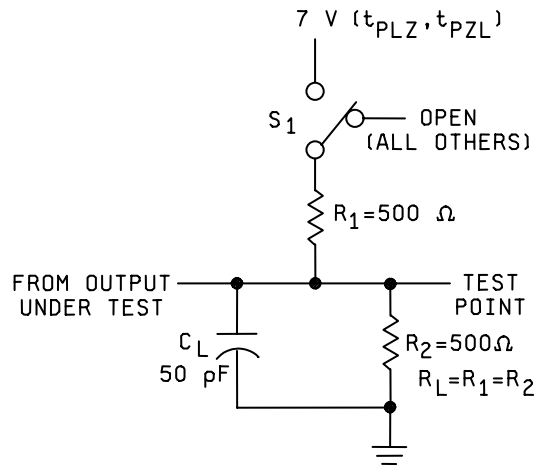 7 V (tPLZ, tPZL)
S1
OPEN
(ALL OTHERS)
R1=500 Ω
FROM OUTPUT
UNDER TEST
TEST
POINT
CL
50 pF
R2=500Ω
RL=R1=R2